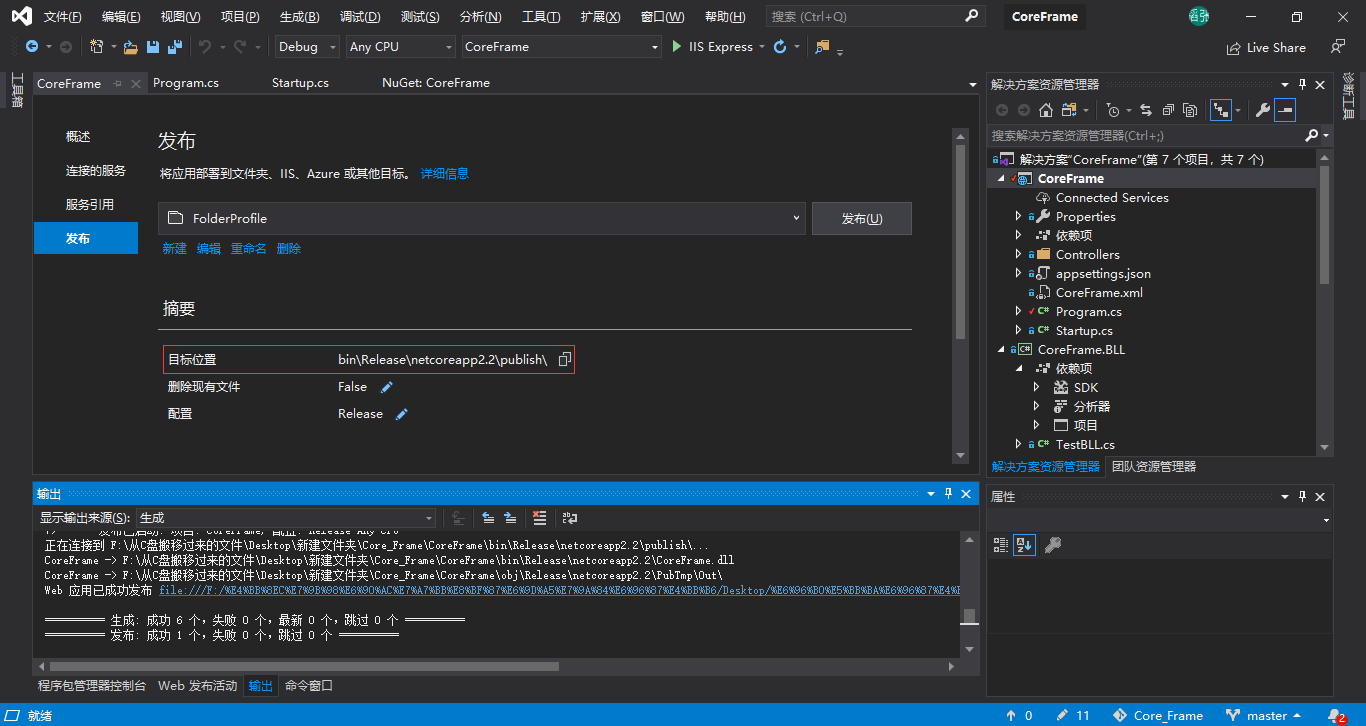 文件(F) 编辑(E) 视图(V) 项目(P) 生成(B) 调试(D) 测试(S) 分析(N) 工具(T) 扩展(X) 窗口(W) 帮助(H) 搜索 (Ctrl+Q) CoreFrame
Debug Any CPU CoreFrame IIS Express Live Share
工具箱
CoreFrame Program.cs Startup.cs NuGet: CoreFrame
概述
连接的服务
服务引用
发布
发布
将应用部署到文件夹、IIS、Azure 或其他目标。 详细信息
FolderProfile 发布(U)
新建 编辑 重命名 删除
摘要
目标位置 bin\Release\netcoreapp2.2\publish\
删除现有文件 False
配置 Release
输出
显示输出来源(S): 生成
正在连接到 F:\从C盘搬移过来的文件\Desktop\新建文件夹\Core_Frame\CoreFrame\bin\Release\netcoreapp2.2\publish\...
CoreFrame -> F:\从C盘搬移过来的文件\Desktop\新建文件夹\Core_Frame\CoreFrame\bin\Release\netcoreapp2.2\CoreFrame.dll
CoreFrame -> F:\从C盘搬移过来的文件\Desktop\新建文件夹\Core_Frame\CoreFrame\obj\Release\netcoreapp2.2\PubTmp\Out\
Web 应用已成功发布 file:///F:/%E4%BB%8EC%E7%9B%98%E6%90%AC%E7%A7%BB%E8%BF%87%E6%9D%A5%E7%9A%84%E6%96%87%E4%BB%B6/Desktop/%E6%96%B0%E5%BB%BA%E6%96%87%E4%B
========== 生成: 成功 6 个，失败 0 个，最新 0 个，跳过 0 个 ==========
========== 发布: 成功 1 个，失败 0 个，跳过 0 个 ==========
程序包管理器控制台 Web 发布活动 输出 命令窗口
解决方案资源管理器
搜索解决方案资源管理器(Ctrl+;)
解决方案"CoreFrame"(第 7 个项目，共 7 个)
CoreFrame
Connected Services
Properties
依赖项
Controllers
appsettings.json
CoreFrame.xml
Program.cs
Startup.cs
CoreFrame.BLL
依赖项
SDK
分析器
项目
TestBLL.cs
解决方案资源管理器 团队资源管理器
属性
诊断工具
就绪 0 11 Core_Frame master 2